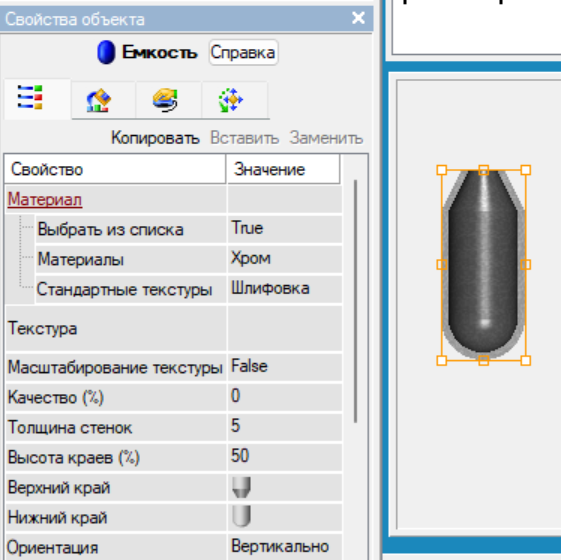 Свойства объекта
Емкость Справка
Копировать Вставить Заменить
Свойство Значение
Материал
Выбрать из списка True
Материалы Хром
Стандартные текстуры Шлифовка
Текстура
Масштабирование текстуры False
Качество (%) 0
Толщина стенок 5
Высота краев (%) 50
Верхний край
Нижний край
Ориентация Вертикально